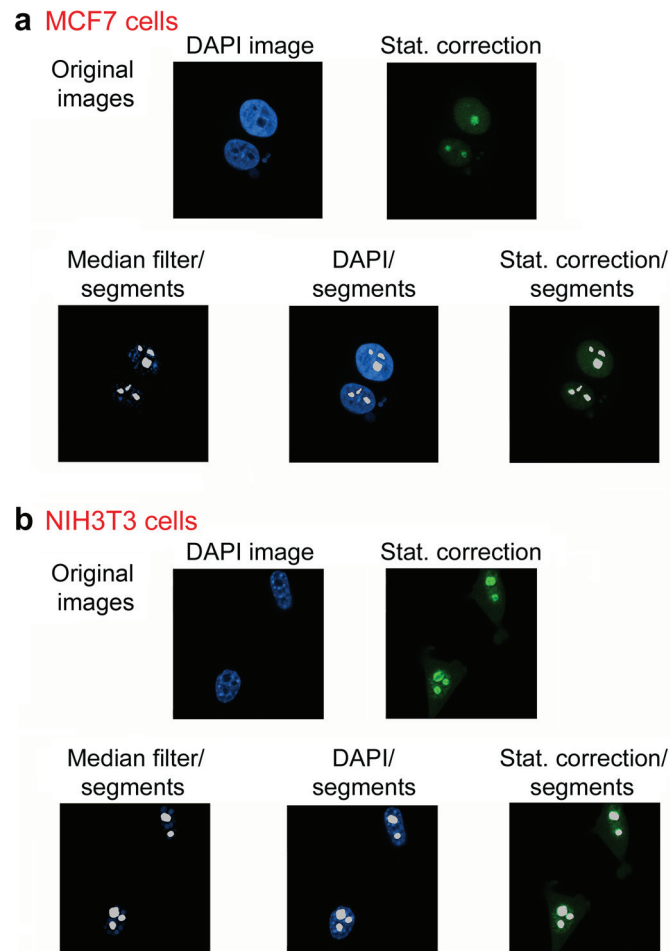 a MCF7 cells
DAPI image
Stat. correction
Original
images
Median filter/
segments
DAPI/
segments
Stat. correction/
segments
b NIH3T3 cells
DAPI image
Stat. correction
Original
images
Median filter/
segments
DAPI/
segments
Stat. correction/
segments